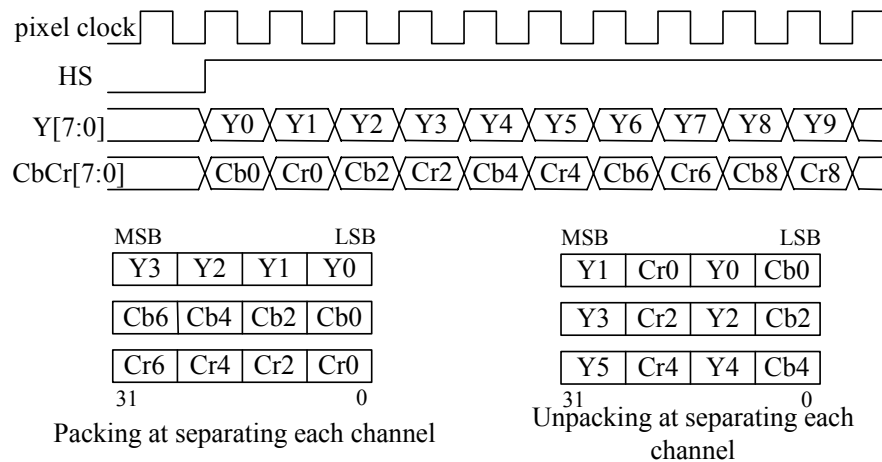 pixel clock
HS
Y[7:0] Y0 Y1 Y2 Y3 Y4 Y5 Y6 Y7 Y8 Y9
CbCr[7:0] Cb0 Cr0 Cb2 Cr2 Cb4 Cr4 Cb6 Cr6 Cb8 Cr8
MSB LSB
Y3 Y2 Y1 Y0
Cb6 Cb4 Cb2 Cb0
Cr6 Cr4 Cr2 Cr0
31 0
Packing at separating each channel
MSB LSB
Y1 Cr0 Y0 Cb0
Y3 Cr2 Y2 Cb2
Y5 Cr4 Y4 Cb4
31 0
Unpacking at separating each
channel